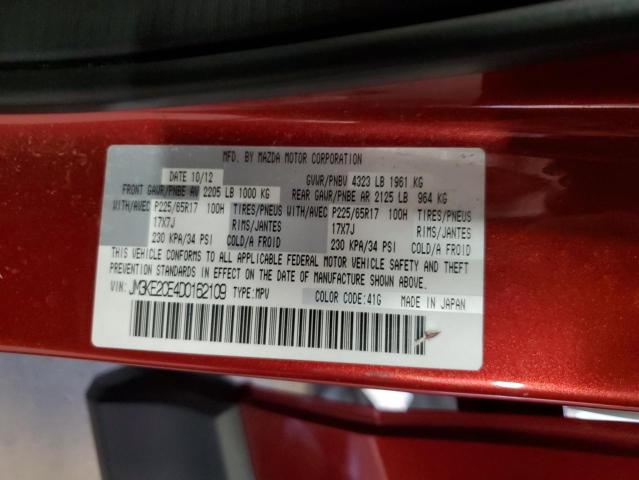 MFD. BY MAZDA MOTOR CORPORATION
DATE 10/12 GVWR/PNBV 4323 LB 1961 KG
FRONT GAWR/PNBE AV 2205 LB 1000 KG REAR GAWR/PNBE AR 2125 LB 964 KG
WITH/AVEC P225/65R17 100H TIRES/PNEUS WITH/AVEC P225/65R17 100H TIRES/PNEUS
17X7J RIMS/JANTES 17X7J RIMS/JANTES
230 KPA/34 PSI COLD/A FROID 230 KPA/34 PSI COLD/A FROID
THIS VEHICLE CONFORMS TO ALL APPLICABLE FEDERAL MOTOR VEHICLE SAFETY AND THEFT
PREVENTION STANDARDS IN EFFECT ON THE DATE OF MANUFACTURE SHOWN ABOVE.
VIN: JM3KE2CE4D0162109 TYPE:MPV COLOR CODE:41G MADE IN JAPAN